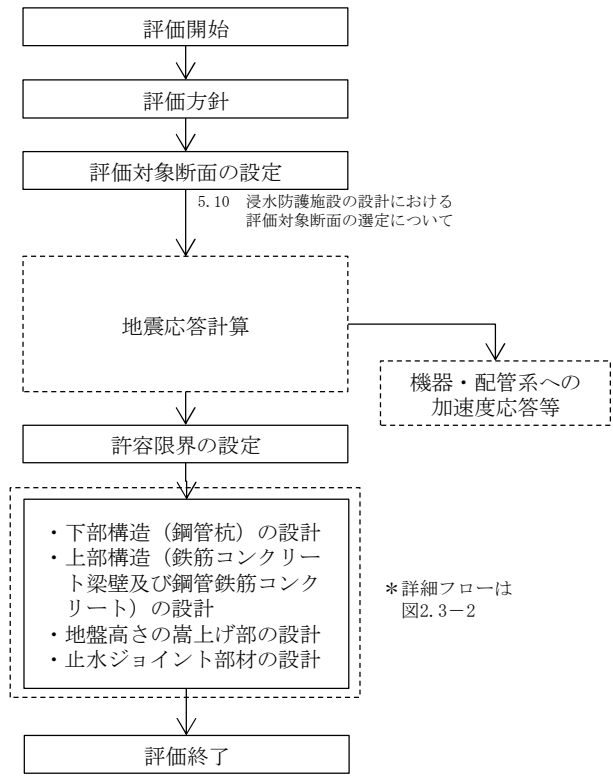 評価開始
評価方針
評価対象断面の設定
5.10 浸水防護施設の設計における
評価対象断面の選定について
地震応答計算
機器・配管系への
加速度応答等
許容限界の設定
・下部構造（鋼管杭）の設計
・上部構造（鉄筋コンクリー
ト梁壁及び鋼管鉄筋コンク
リート）の設計
・地盤高さの嵩上げ部の設計
・止水ジョイント部材の設計
＊詳細フローは
図2.3－2
評価終了